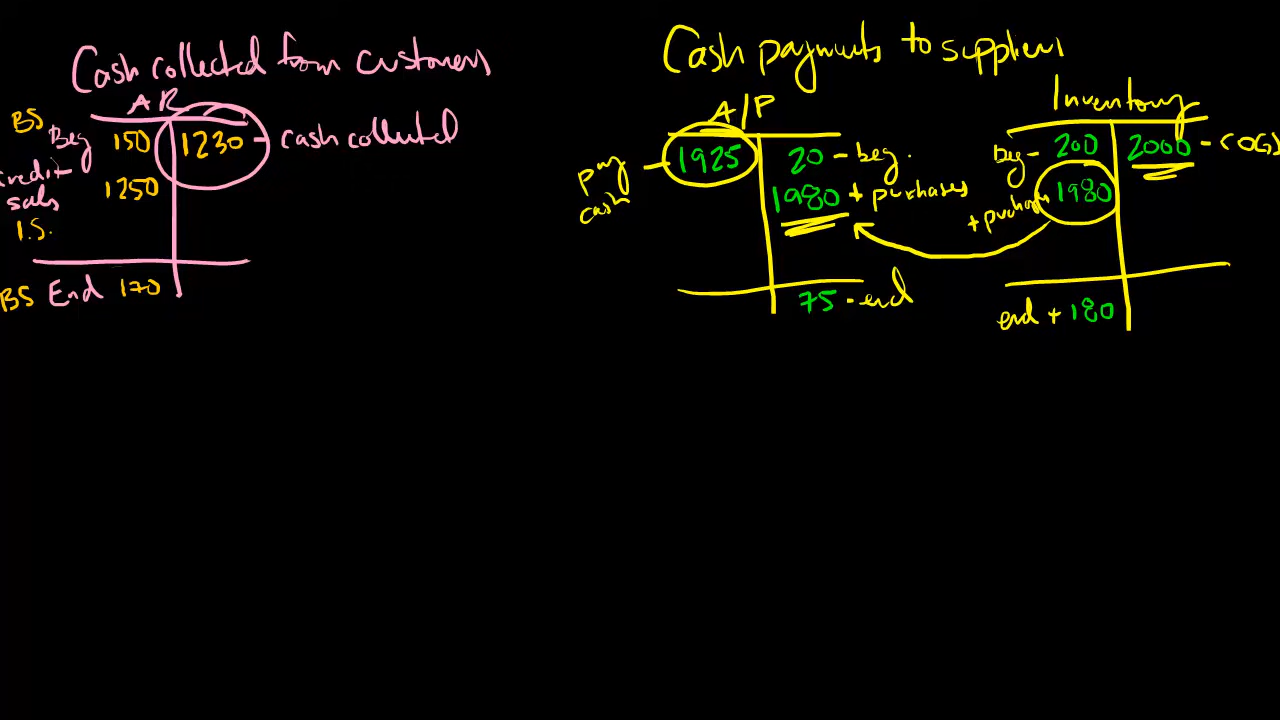 Cash collected from customers
AR
BS
Beg 150 1230 - cash collected
credit sales 1250
I.S.
BS End 170
Cash payments to suppliers
A/P
pay cash - 1925 20 - beg.
1980 + purchases
75 - end
Inventory
beg - 200 2000 - COGS
+ purchases 1980
end + 180